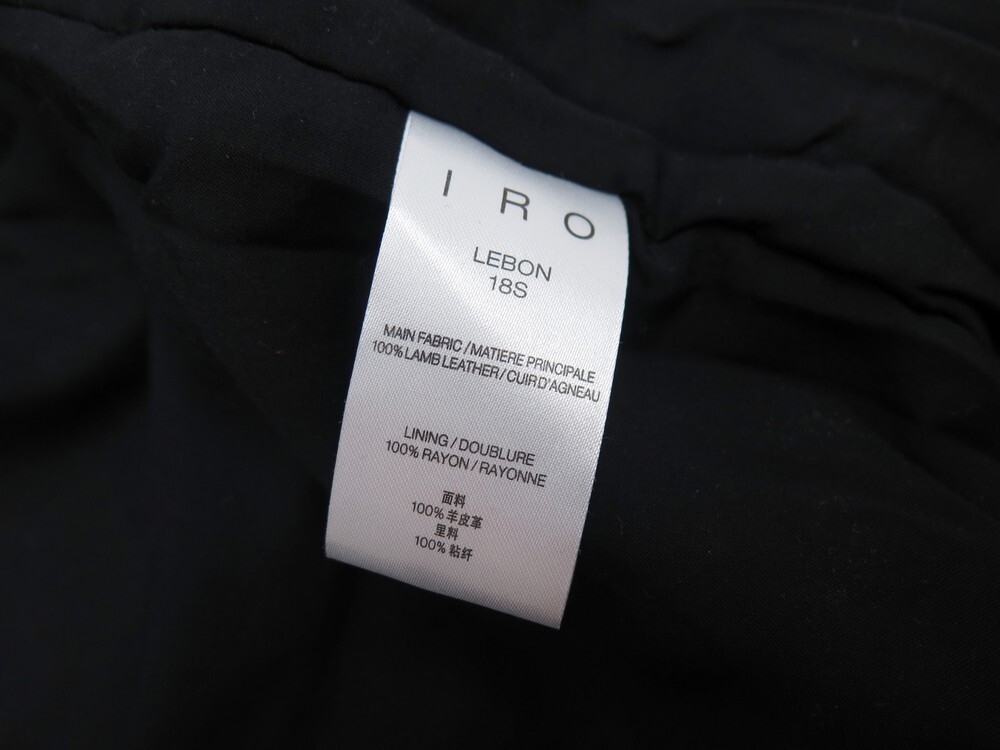 IRO
LEBON
18S
MAIN FABRIC / MATIERE PRINCIPALE
100% LAMB LEATHER / CUIR D'AGNEAU
LINING / DOUBLURE
100% RAYON / RAYONNE
面料
100% 羊皮革
里料
100% 粘纤